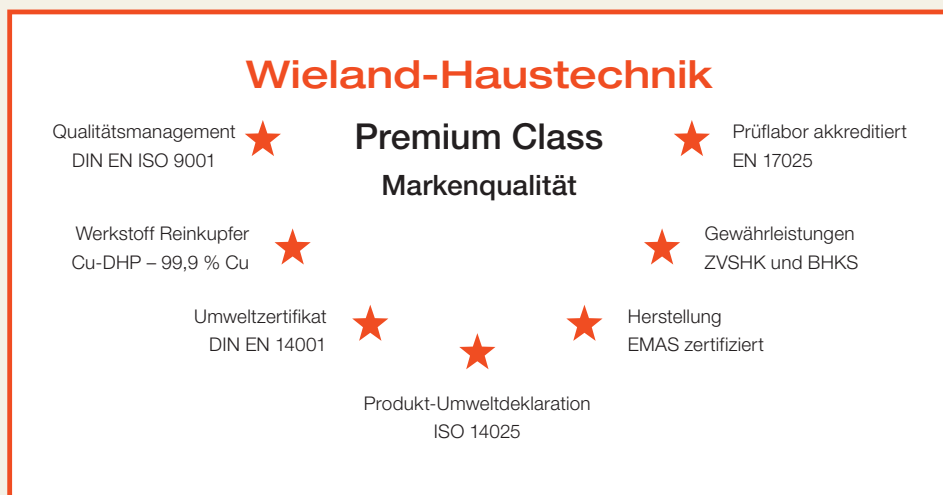 Wieland-Haustechnik
Premium Class
Markenqualität
Qualitätsmanagement
DIN EN ISO 9001
Prüflabor akkreditiert
EN 17025
Werkstoff Reinkupfer
Cu-DHP – 99,9 % Cu
Gewährleistungen
ZVSHK und BHKS
Umweltzertifikat
DIN EN 14001
Herstellung
EMAS zertifiziert
Produkt-Umweltdeklaration
ISO 14025